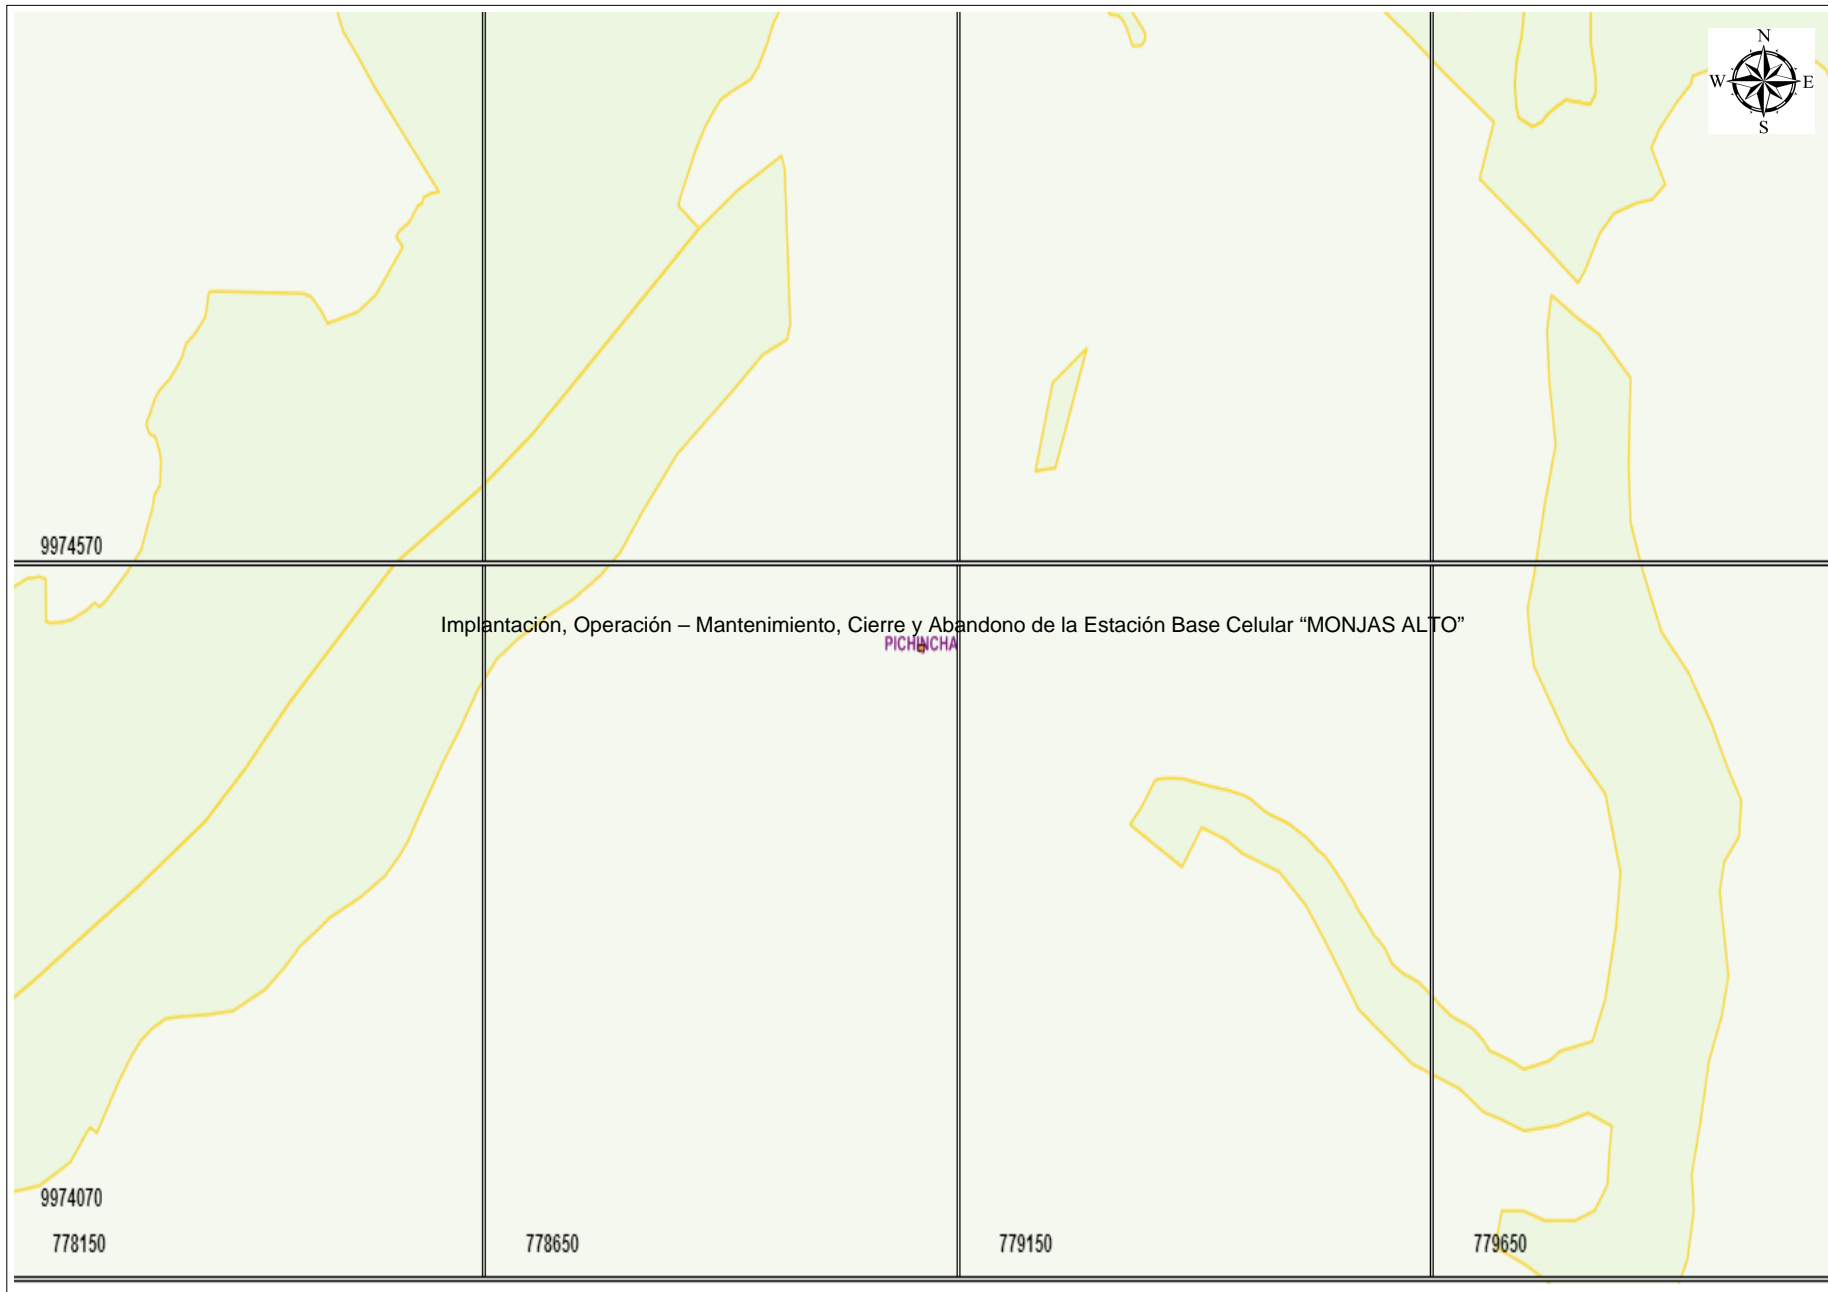 N
W E
S
9974570
Implantación, Operación – Mantenimiento, Cierre y Abandono de la Estación Base Celular “MONJAS ALTO”
PICHINCHA
9974070
778150 778650 779150 779650